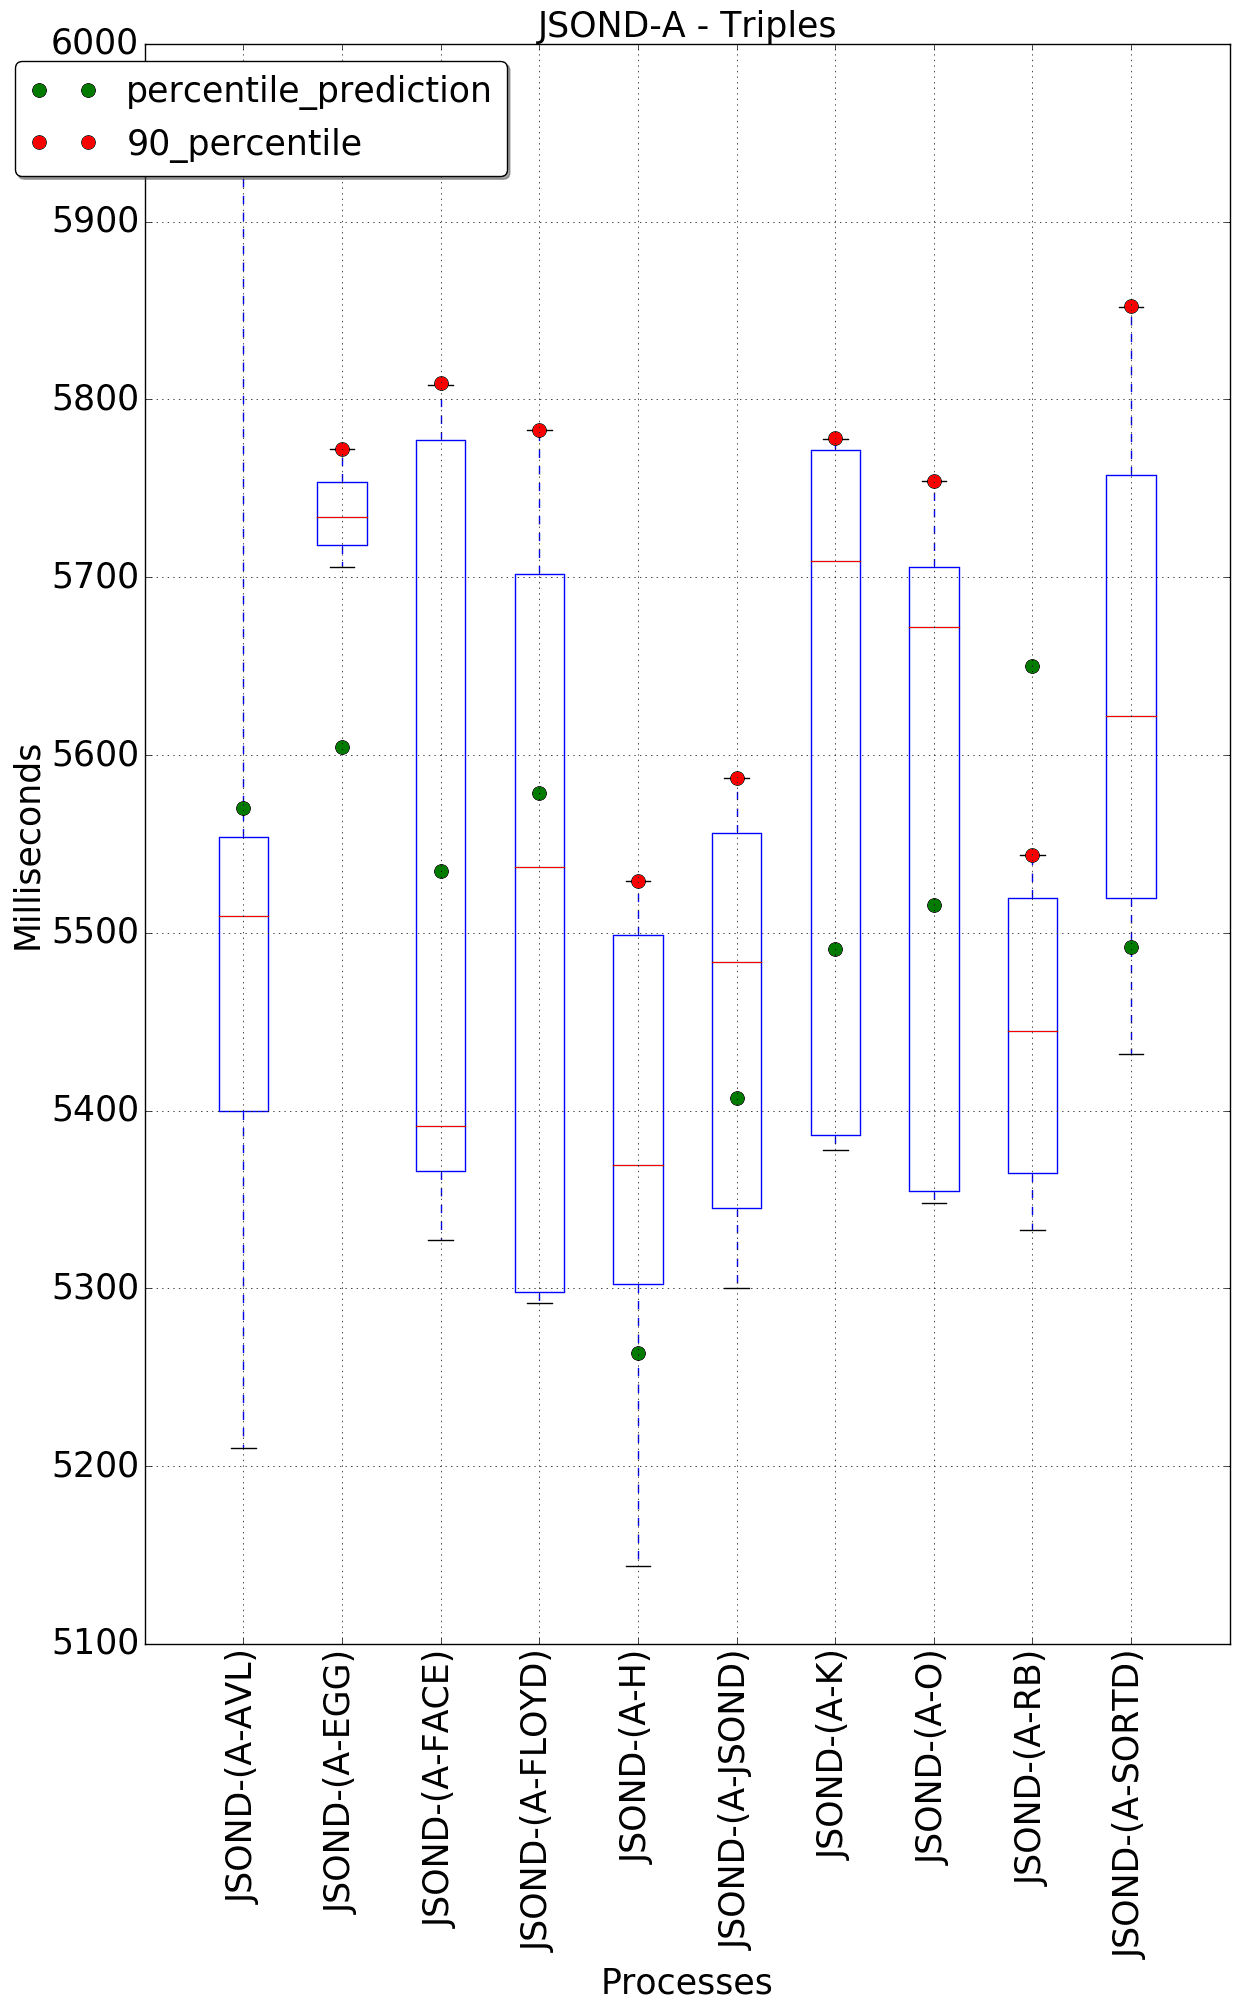 JSOND-A - Triples
percentile_prediction
90_percentile
6000
5900
5800
5700
5600
5500
5400
5300
5200
5100
Milliseconds
JSOND-(A-AVL)
JSOND-(A-EGG)
JSOND-(A-FACE)
JSOND-(A-FLOYD)
JSOND-(A-H)
JSOND-(A-JSOND)
JSOND-(A-K)
JSOND-(A-O)
JSOND-(A-RB)
JSOND-(A-SORTD)
Processes